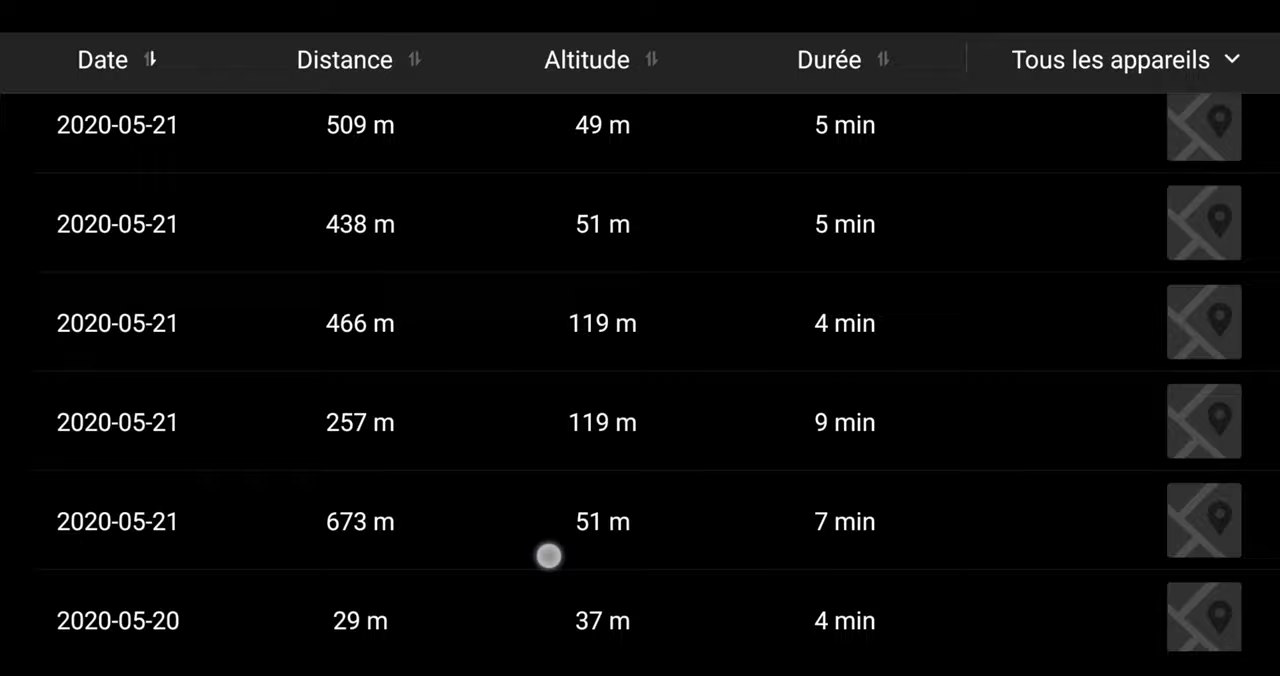 Date Distance Altitude Durée Tous les appareils
2020-05-21 509 m 49 m 5 min
2020-05-21 438 m 51 m 5 min
2020-05-21 466 m 119 m 4 min
2020-05-21 257 m 119 m 9 min
2020-05-21 673 m 51 m 7 min
2020-05-20 29 m 37 m 4 min